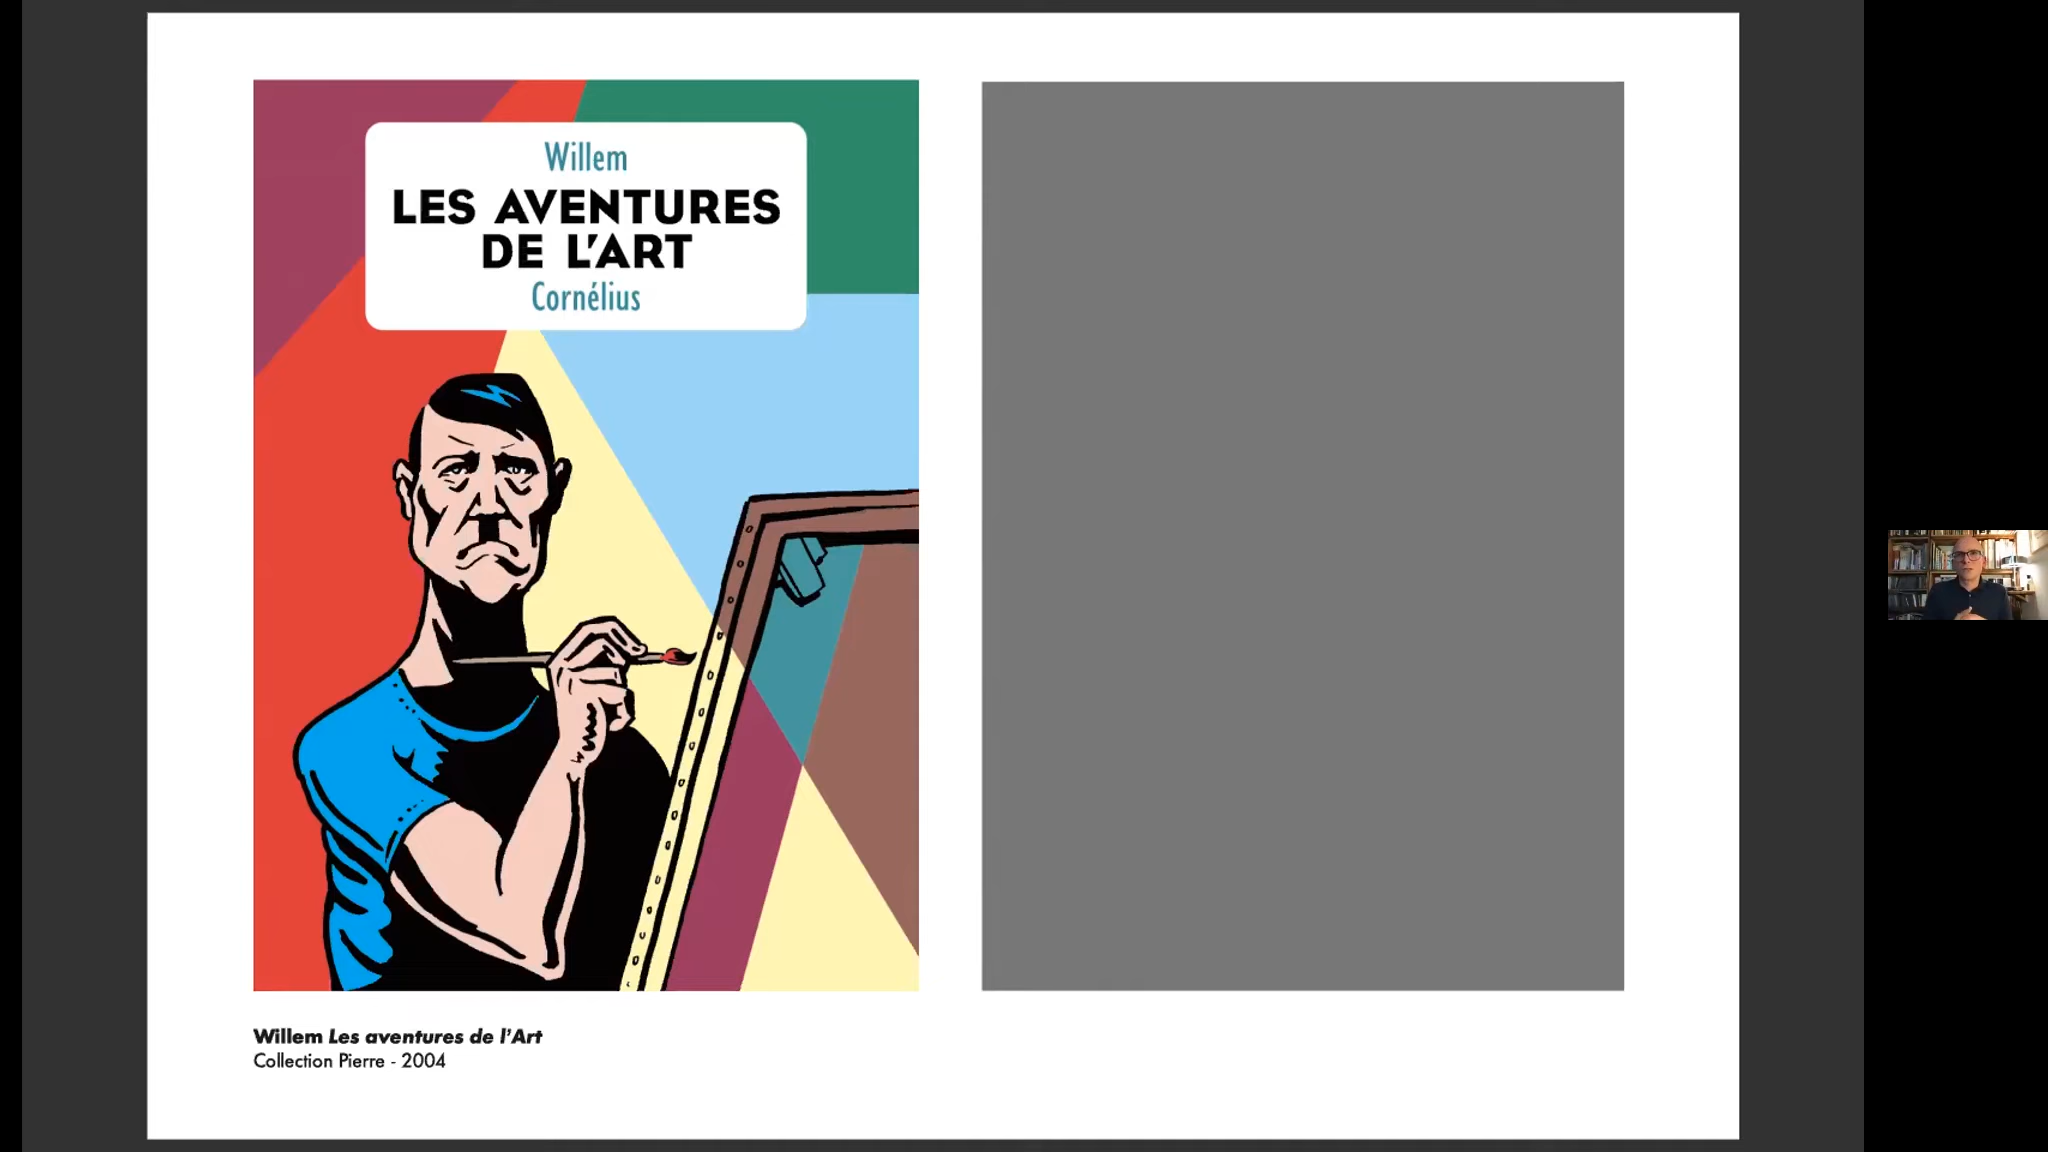 Willem
LES AVENTURES
DE L'ART
Cornélius
Willem Les aventures de l'Art
Collection Pierre - 2004